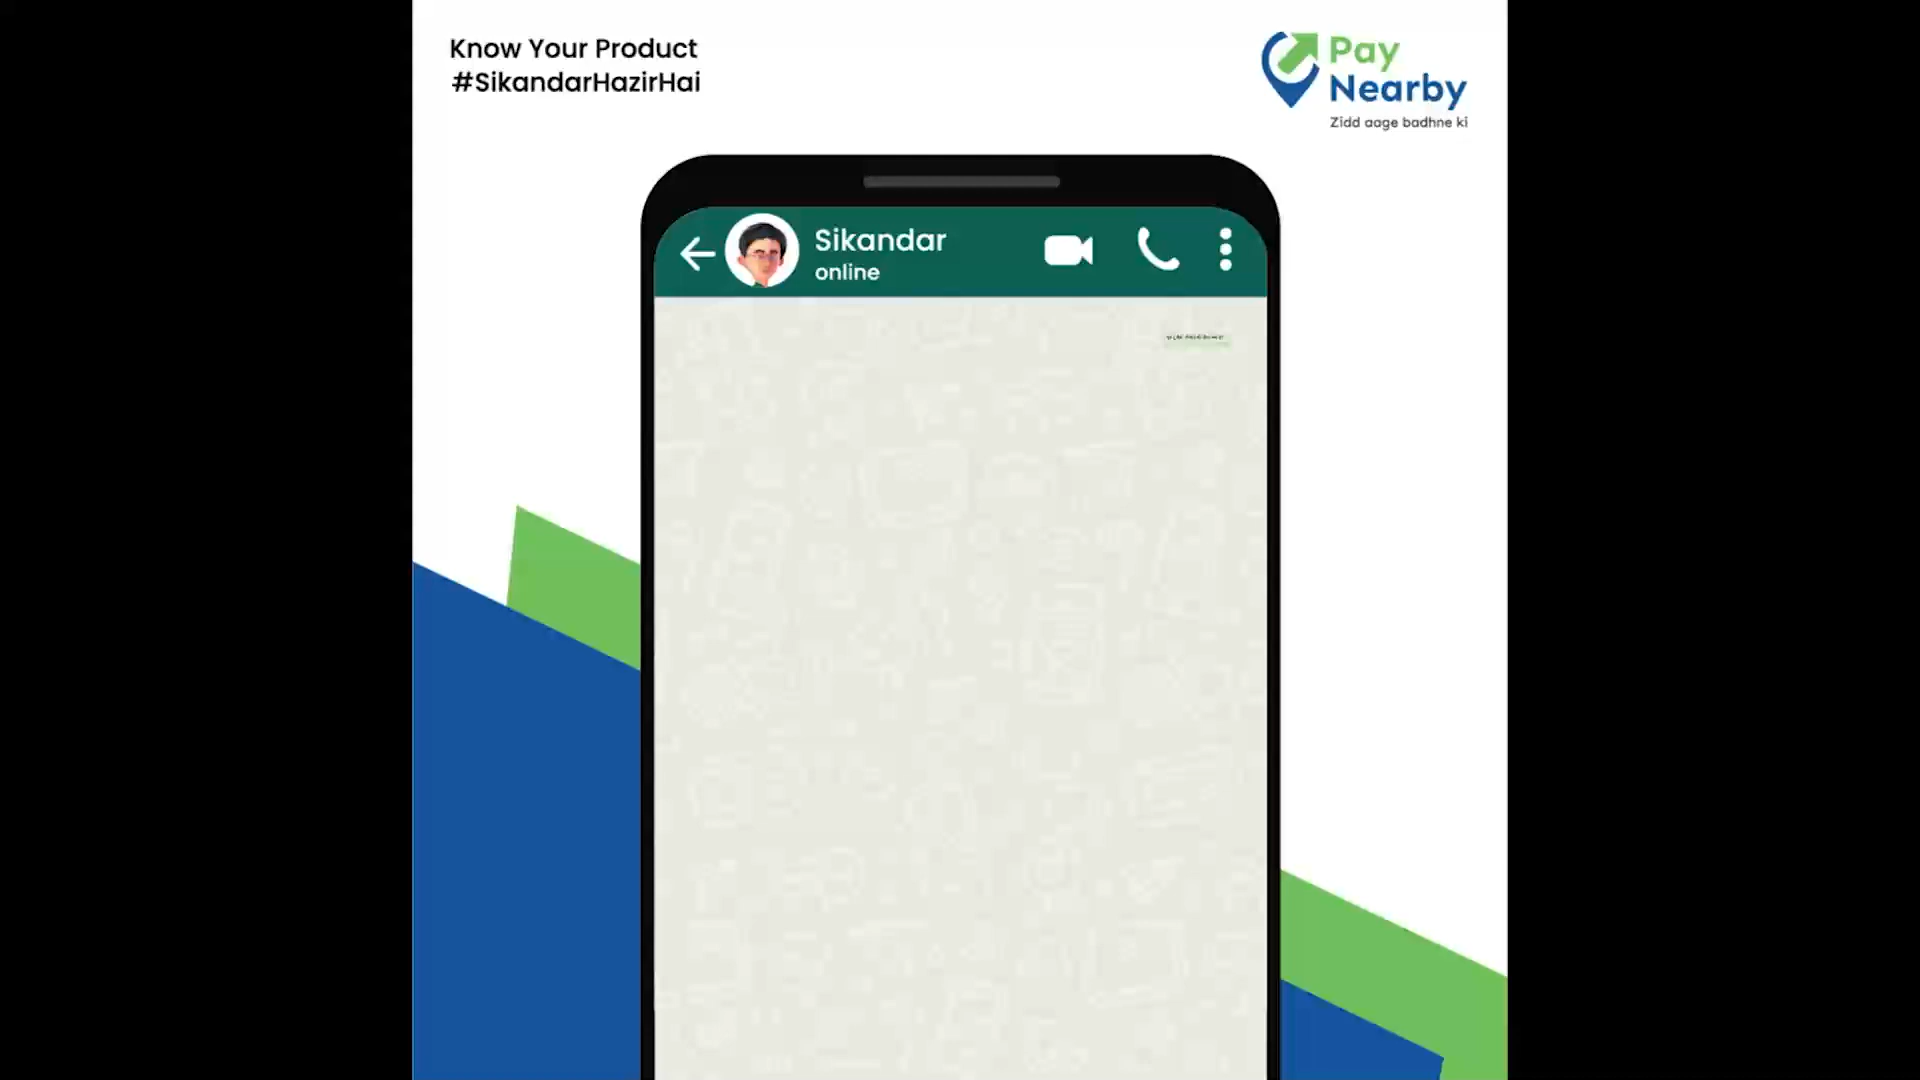 Know Your Product
#SikandarHazirHai
Pay
Nearby
Zidd aage badhne ki
Sikandar
online